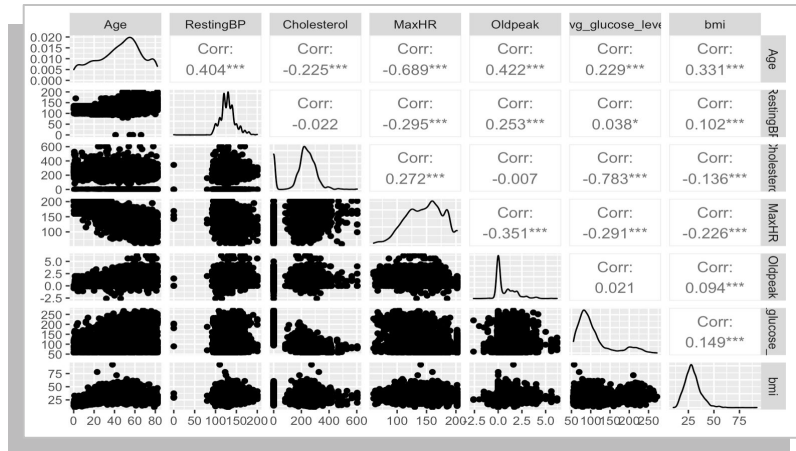 Age RestingBP Cholesterol MaxHR Oldpeak vg_glucose_leve bmi
0.020
0.015
0.010
0.005
0.000
Corr:
0.404***
Corr:
-0.225***
Corr:
-0.689***
Corr:
0.422***
Corr:
0.229***
Corr:
0.331***
Age
200
150
100
50
0
Corr:
-0.022
Corr:
-0.295***
Corr:
0.253***
Corr:
0.038*
Corr:
0.102***
RestingBP
600
400
200
0
Corr:
0.272***
Corr:
-0.007
Corr:
-0.783***
Corr:
-0.136***
Cholestero
200
150
100
Corr:
-0.351***
Corr:
-0.291***
Corr:
-0.226***
MaxHR
5.0
2.5
0.0
-2.5
Corr:
0.021
Corr:
0.094***
Oldpeak
250
200
150
100
50
Corr:
0.149***
glucose_
75
50
25
bmi
0 20 40 60 80 0 50 100 150 200 0 200 400 600 100 150 200 -2.5 0.0 2.5 5.0 50 100 150 200 250 25 50 75